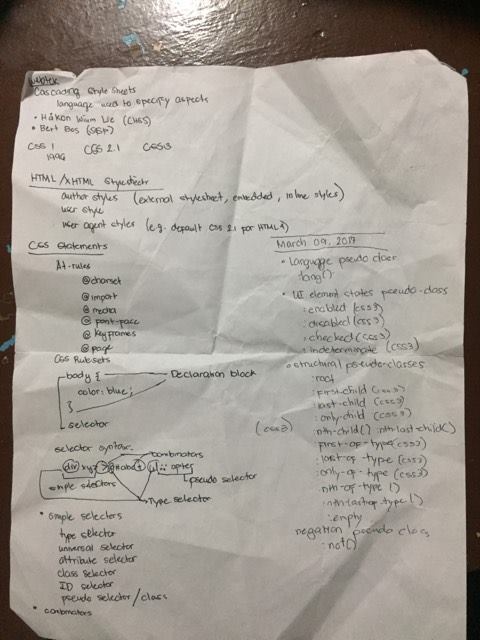 webtek
Cascading Style Sheets
language used to specify aspects
• Håkon Wium Lie (CHSS)
• Bert Bos (SSP)
CSS 1 CSS 2.1 CSS3
1996
HTML / XHTML Stylesheets
author styles (external stylesheet, embedded, inline styles)
user style
user agent styles (e.g. default CSS 2.1 for HTML4)
CSS Statements
At-rules
@charset
@import
@media
@font-face
@keyframes
@page
CSS Rulesets
body { Declaration block
color: blue;
}
selector
selector syntax
combinators
div
simple selectors
pseudo selector
Type selector
• simple selectors
type selector
universal selector
attribute selector
class selector
ID selector
pseudo selector / class
• combinators
March 09, 2017
• Language pseudo class
:lang()
• UI element states pseudo-class
:enabled (CSS3)
:disabled (CSS3)
:checked (CSS3)
:indeterminate (CSS3)
• structural pseudo-classes
:root
:first-child (CSS3)
:last-child (CSS3)
:only-child (CSS3)
(CSS3) :nth-child() :nth-last-child()
:first-of-type (CSS3)
:last-of-type (CSS3)
:only-of-type (CSS3)
:nth-of-type ()
:nth-last-of-type ()
:empty
negation pseudo class
:not()